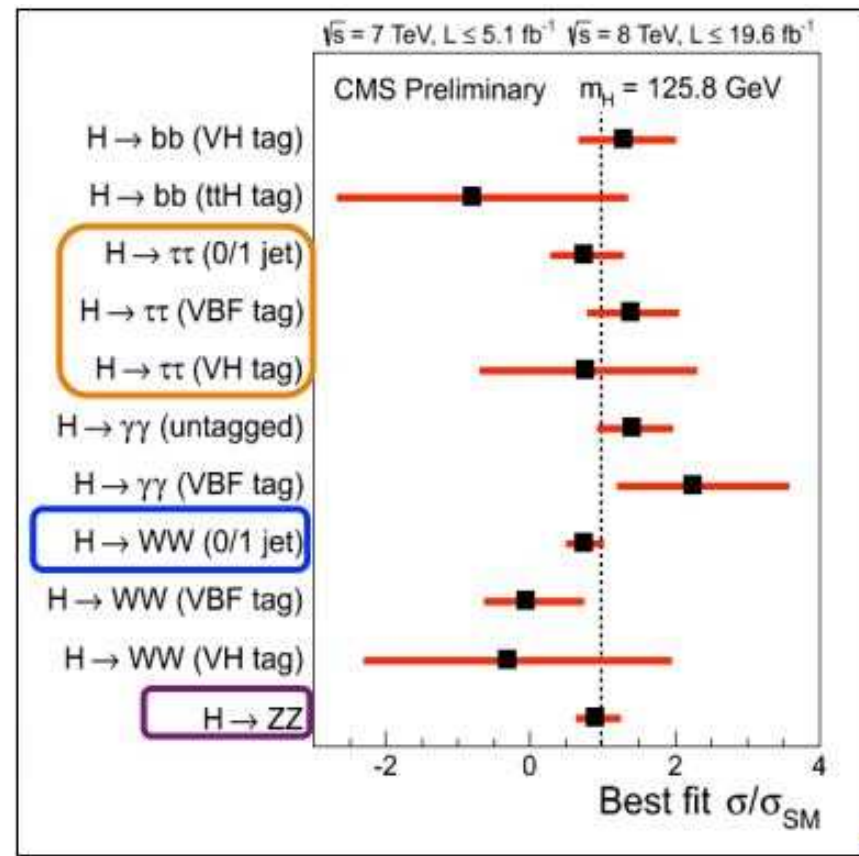 √s = 7 TeV, L ≤ 5.1 fb⁻¹ √s = 8 TeV, L ≤ 19.6 fb⁻¹
CMS Preliminary m_H = 125.8 GeV
H → bb (VH tag)
H → bb (ttH tag)
H → ττ (0/1 jet)
H → ττ (VBF tag)
H → ττ (VH tag)
H → γγ (untagged)
H → γγ (VBF tag)
H → WW (0/1 jet)
H → WW (VBF tag)
H → WW (VH tag)
H → ZZ
-2 0 2 4
Best fit σ/σ_SM